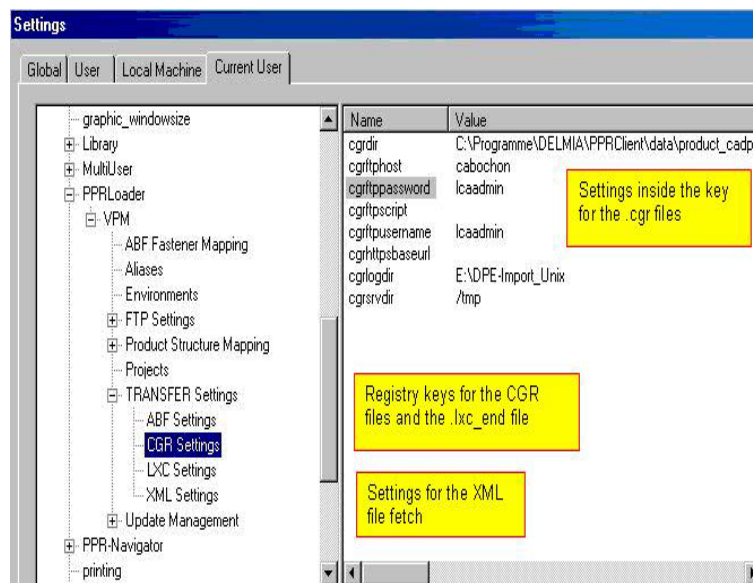 Settings
Global User Local Machine Current User
graphic_windowsize
Library
MultiUser
PPRLoader
VPM
ABF Fastener Mapping
Aliases
Environments
FTP Settings
Product Structure Mapping
Projects
TRANSFER Settings
ABF Settings
CGR Settings
LXC Settings
XML Settings
Update Management
PPR-Navigator
printing
Name Value
cgrdir C:\Programme\DELMIA\PPRClient\data\product_cadp
cgrftphost cabochon
cgrftppassword lcaadmin
cgrftpscript
cgrftpusername lcaadmin
cgrhttpsbaseurl
cgrlogdir E:\DPE-Import_Unix
cgrsrvdir /tmp
Settings inside the key
for the .cgr files
Registry keys for the CGR
files and the .lxc_end file
Settings for the XML
file fetch